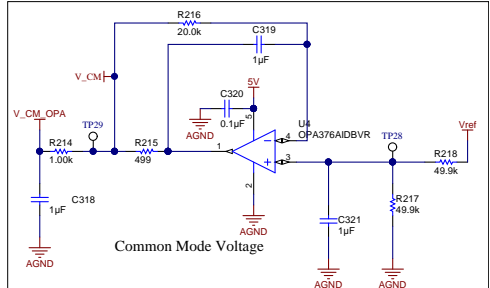 R216
20.0k
C319
1µF
V_CM
C320
0.1µF
AGND
5V
U4
OPA376AIDBVR
V_CM_OPA
TP29
R214
1.00k
R215
499
1
5
4
3
2
TP28
Vref
R218
49.9k
R217
49.9k
C318
1µF
C321
1µF
Common Mode Voltage
AGND
AGND
AGND
AGND